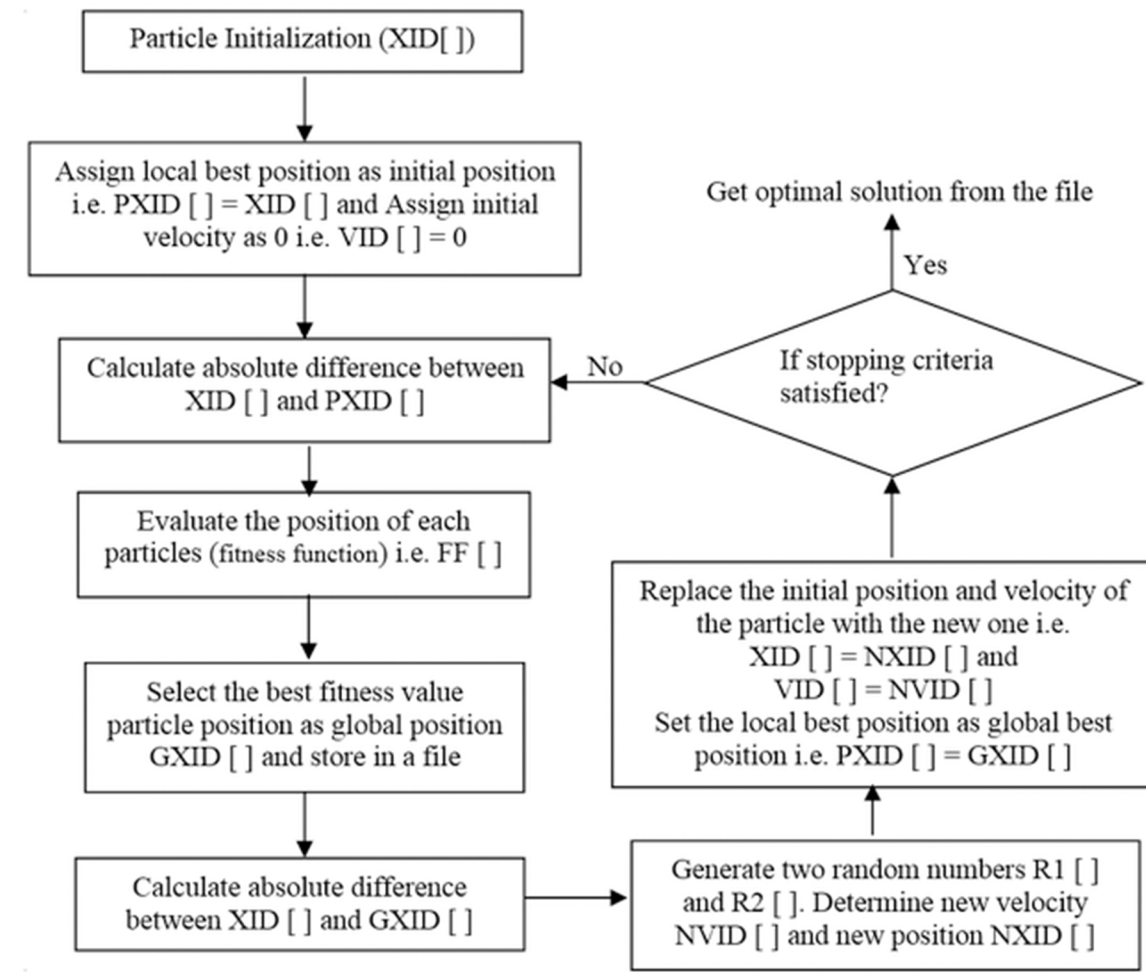 Particle Initialization (XID[ ])
Assign local best position as initial position
i.e. PXID [ ] = XID [ ] and Assign initial
velocity as 0 i.e. VID [ ] = 0
Calculate absolute difference between
XID [ ] and PXID [ ]
Evaluate the position of each
particles (fitness function) i.e. FF [ ]
Select the best fitness value
particle position as global position
GXID [ ] and store in a file
Calculate absolute difference
between XID [ ] and GXID [ ]
Generate two random numbers R1 [ ]
and R2 [ ]. Determine new velocity
NVID [ ] and new position NXID [ ]
Replace the initial position and velocity of
the particle with the new one i.e.
XID [ ] = NXID [ ] and
VID [ ] = NVID [ ]
Set the local best position as global best
position i.e. PXID [ ] = GXID [ ]
If stopping criteria
satisfied?
No
Yes
Get optimal solution from the file